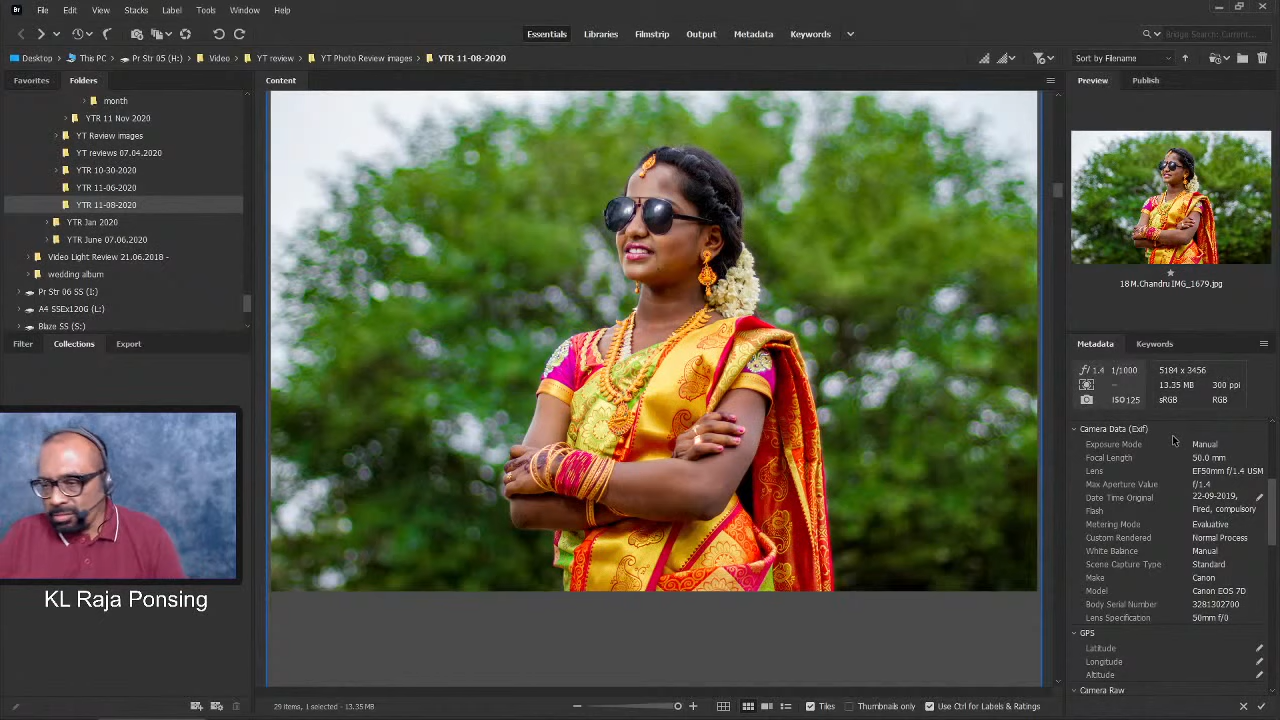 Br File Edit View Stacks Label Tools Window Help
Essentials Libraries Filmstrip Output Metadata Keywords Bridge Search: Current...
Desktop This PC Pr Str 05 (H:) Video YT review YT Photo Review images YTR 11-08-2020 Sort by Filename
Favorites Folders Content Preview Publish
month
YTR 11 Nov 2020
YT Review images
YT reviews 07.04.2020
YTR 10-30-2020
YTR 11-06-2020
YTR 11-08-2020
YTR Jan 2020
YTR June 07.06.2020
Video Light Review 21.06.2018 -
wedding album
Pr Str 06 SS (I:)
A4 SSEx120G (L:)
Blaze SS (S:)
Filter Collections Export
KL Raja Ponsing
29 items, 1 selected - 13.35 MB
Tiles Thumbnails only Use Ctrl for Labels & Ratings
18 M.Chandru IMG_1679.jpg
Metadata Keywords
ƒ/ 1.4 1/1000 5184 x 3456
-- 13.35 MB 300 ppi
ISO 125 sRGB RGB
Camera Data (Exif)
Exposure Mode Manual
Focal Length 50.0 mm
Lens EF50mm f/1.4 USM
Max Aperture Value f/1.4
Date Time Original 22-09-2019,
Flash Fired, compulsory
Metering Mode Evaluative
Custom Rendered Normal Process
White Balance Manual
Scene Capture Type Standard
Make Canon
Model Canon EOS 7D
Body Serial Number 3281302700
Lens Specification 50mm f/0
GPS
Latitude
Longitude
Altitude
Camera Raw